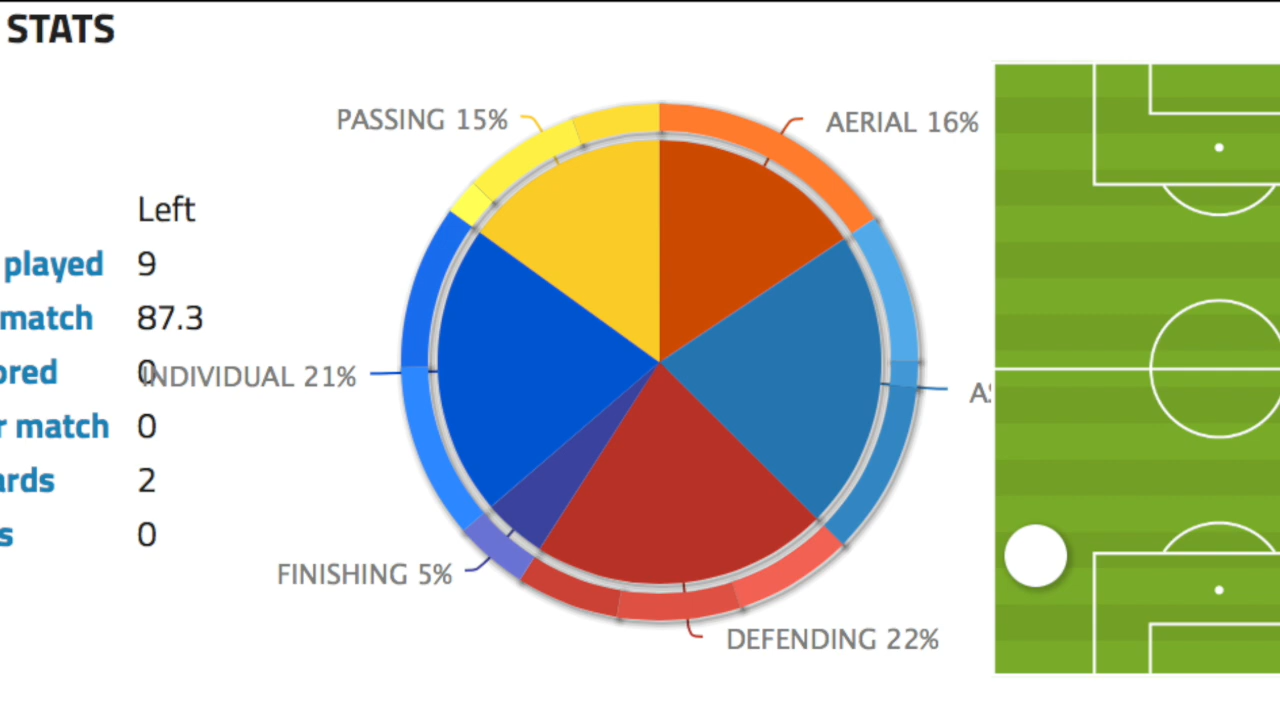 STATS
PASSING 15%
AERIAL 16%
Left
played 9
match 87.3
ored 0
INDIVIDUAL 21%
AS
r match 0
ards 2
s 0
FINISHING 5%
DEFENDING 22%